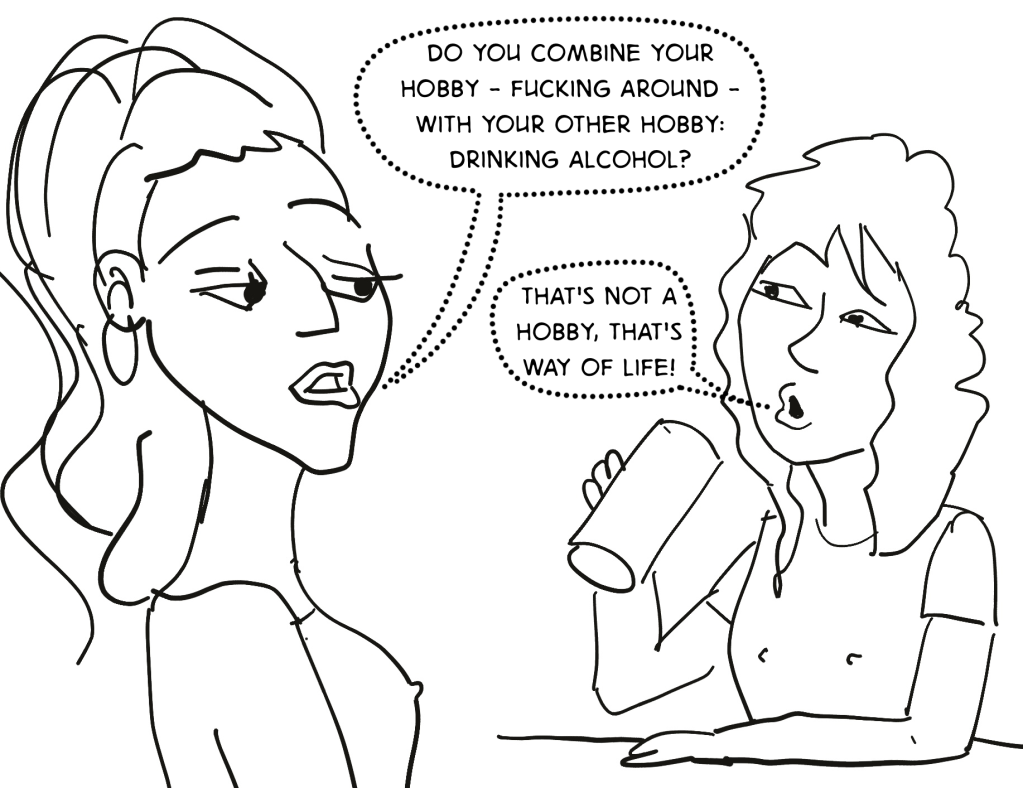 DO YOU COMBINE YOUR
HOBBY - FUCKING AROUND -
WITH YOUR OTHER HOBBY:
DRINKING ALCOHOL?
THAT'S NOT A
HOBBY, THAT'S
WAY OF LIFE!